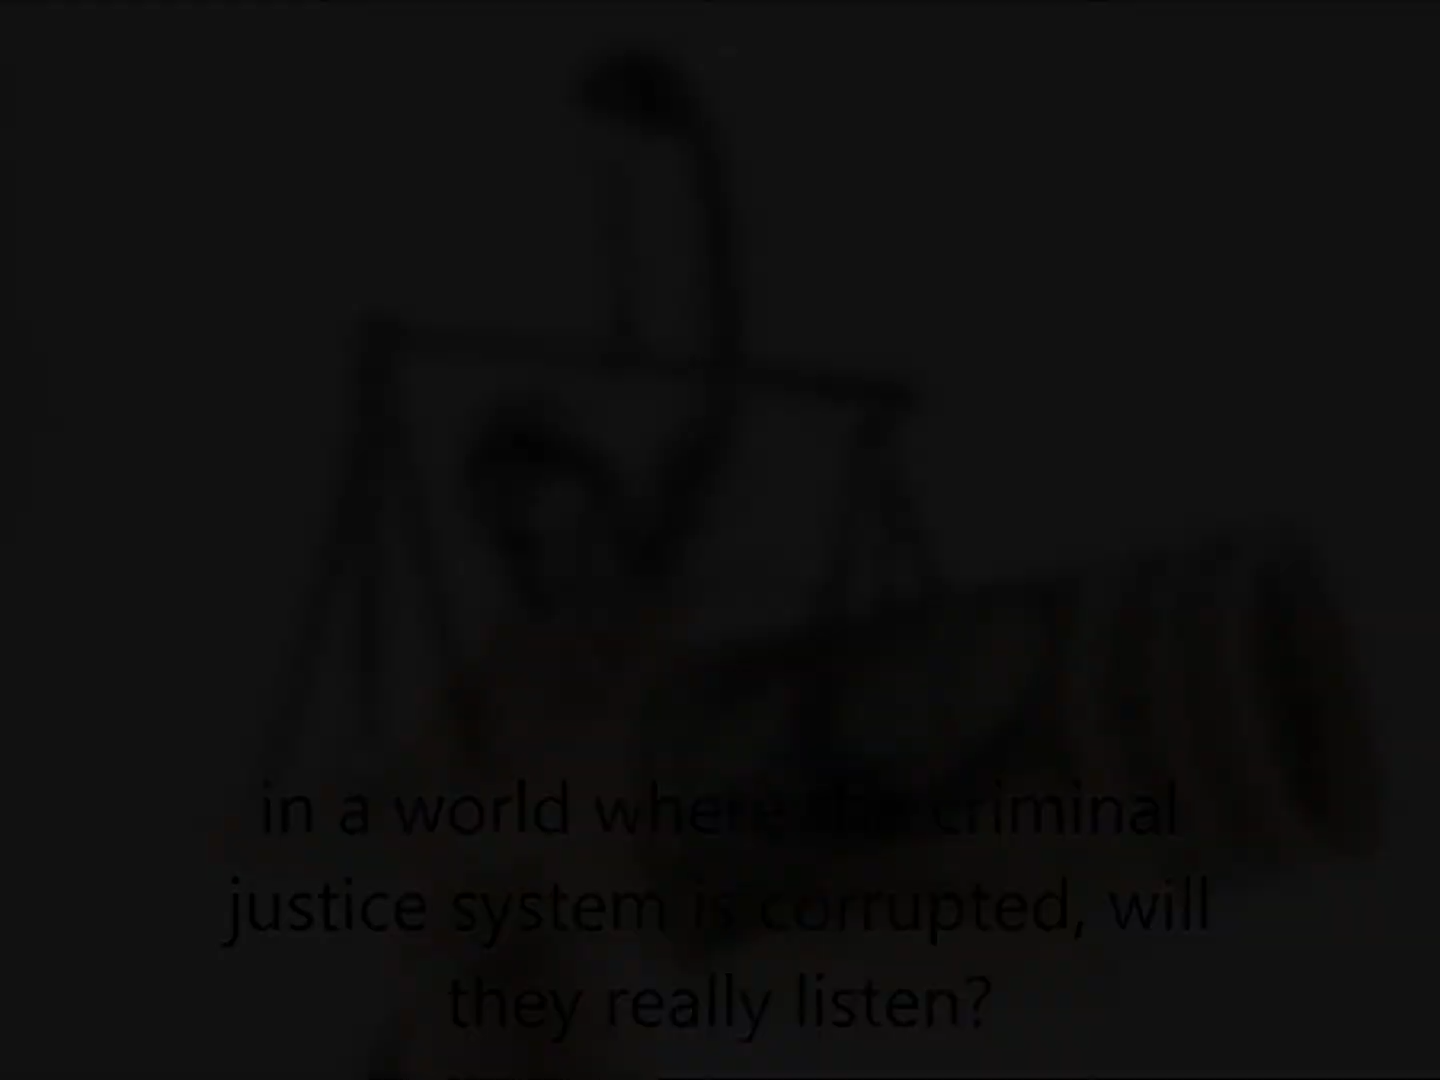 in a world where the criminal
justice system is corrupted, will
they really listen?